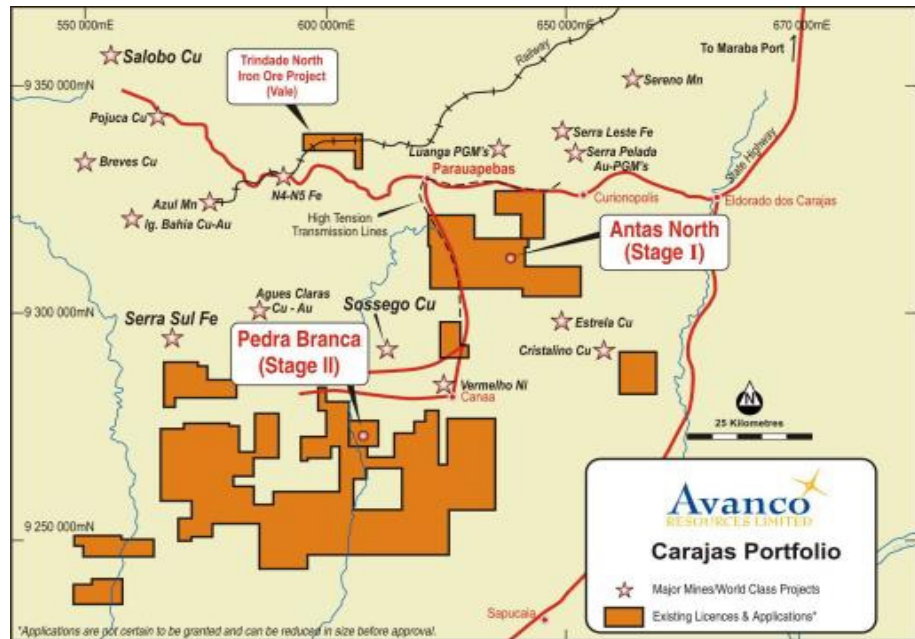 550 000mE
600 000mE
650 000mE
670 000mE
To Maraba Port
Salobo Cu
Trindade North
Iron Ore Project
(Vale)
Railway
Sereno Mn
9 350 000mN
Pojuca Cu
Serra Leste Fe
Luanga PGM's
Serra Pelada
Au-PGM's
Breves Cu
Parauapebas
State Highway
N4-N5 Fe
Azul Mn
Curionopolis
Eldorado dos Carajas
Ig. Bahia Cu-Au
High Tension
Transmission Lines
Antas North
(Stage I)
Agues Claras
Cu - Au
Sossego Cu
9 300 000mN
Serra Sul Fe
Estrela Cu
Pedra Branca
(Stage II)
Cristalino Cu
Vermelho Ni
Canaa
N
25 Kilometres
Avanco
RESOURCES LIMITED
9 250 000mN
Carajas Portfolio
Major Mines/World Class Projects
Existing Licences & Applications*
Sapucaia
*Applications are not certain to be granted and can be reduced in size before approval.